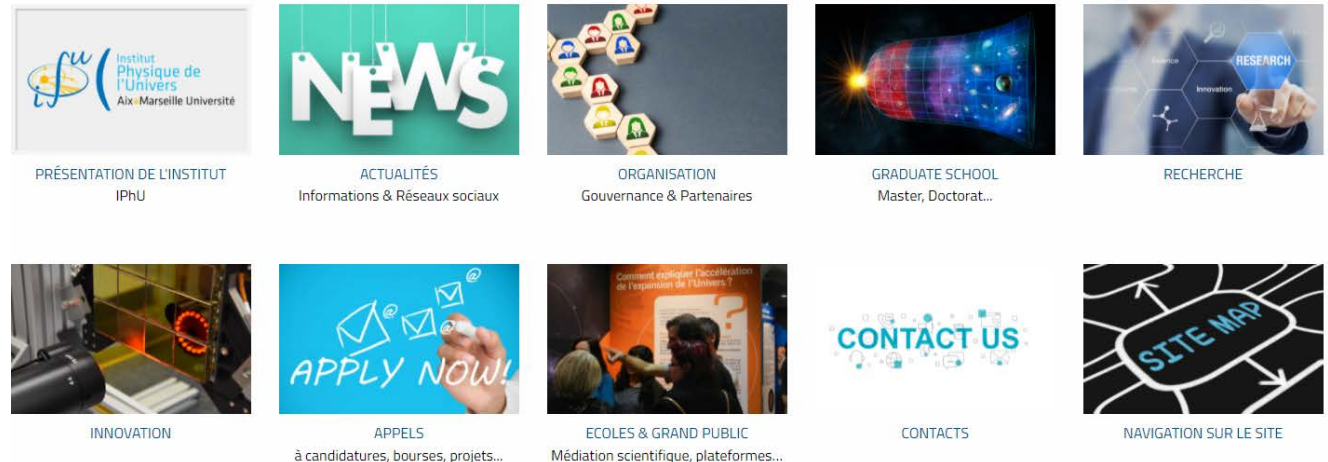 ifu
Institut
Physique de
l'Univers
Aix*Marseille Université
NEWS
Science
RESEARCH
Innovation
PRÉSENTATION DE L'INSTITUT
IPhU
ACTUALITÉS
Informations & Réseaux sociaux
ORGANISATION
Gouvernance & Partenaires
GRADUATE SCHOOL
Master, Doctorat...
RECHERCHE
APPLY NOW!
Comment expliquer l'accélération
de l'expansion de l'Univers ?
CONTACT US
SITE MAP
INNOVATION
APPELS
à candidatures, bourses, projets...
ECOLES & GRAND PUBLIC
Médiation scientifique, plateformes...
CONTACTS
NAVIGATION SUR LE SITE